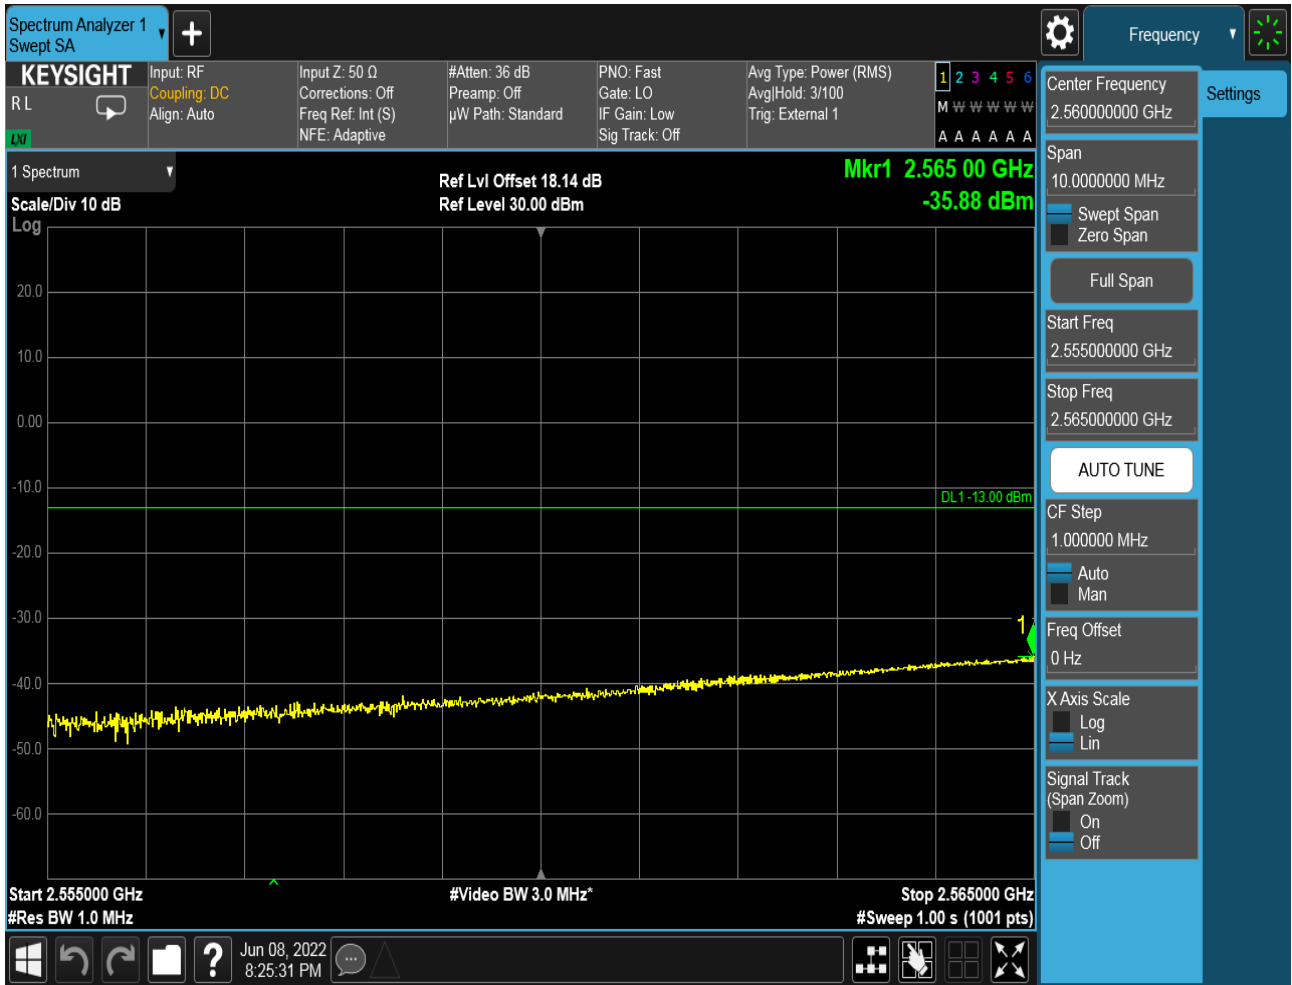 Spectrum Analyzer 1
Swept SA
Frequency
KEYSIGHT
R L
LXI
Input: RF
Coupling: DC
Align: Auto
Input Z: 50 Ω
Corrections: Off
Freq Ref: Int (S)
NFE: Adaptive
#Atten: 36 dB
Preamp: Off
µW Path: Standard
PNO: Fast
Gate: LO
IF Gain: Low
Sig Track: Off
Avg Type: Power (RMS)
Avg|Hold: 3/100
Trig: External 1
1 2 3 4 5 6
M W W W W W
A A A A A A
1 Spectrum
Scale/Div 10 dB
Log
Ref Lvl Offset 18.14 dB
Ref Level 30.00 dBm
Mkr1 2.565 00 GHz
-35.88 dBm
20.0
10.0
0.00
-10.0
-20.0
-30.0
-40.0
-50.0
-60.0
DL1 -13.00 dBm
1
Start 2.555000 GHz
#Res BW 1.0 MHz
#Video BW 3.0 MHz*
Stop 2.565000 GHz
#Sweep 1.00 s (1001 pts)
Jun 08, 2022
8:25:31 PM
Center Frequency
2.560000000 GHz
Settings
Span
10.0000000 MHz
Swept Span
Zero Span
Full Span
Start Freq
2.555000000 GHz
Stop Freq
2.565000000 GHz
AUTO TUNE
CF Step
1.000000 MHz
Auto
Man
Freq Offset
0 Hz
X Axis Scale
Log
Lin
Signal Track
(Span Zoom)
On
Off